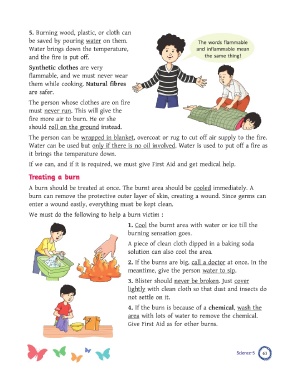 5. Burning wood, plastic, or cloth can
be saved by pouring water on them.
Water brings down the temperature,
and the fire is put off.
The words flammable
and inflammable mean
the same thing!
Synthetic clothes are very
flammable, and we must never wear
them while cooking. Natural fibres
are safer.
The person whose clothes are on fire
must never run. This will give the
fire more air to burn. He or she
should roll on the ground instead.
The person can be wrapped in blanket, overcoat or rug to cut off air supply to the fire.
Water can be used but only if there is no oil involved. Water is used to put off a fire as
it brings the temperature down.
If we can, and if it is required, we must give First Aid and get medical help.
Treating a burn
A burn should be treated at once. The burnt area should be cooled immediately. A
burn can remove the protective outer layer of skin, creating a wound. Since germs can
enter a wound easily, everything must be kept clean.
We must do the following to help a burn victim :
1. Cool the burnt area with water or ice till the
burning sensation goes.
A piece of clean cloth dipped in a baking soda
solution can also cool the area.
2. If the burns are big, call a doctor at once. In the
meantime, give the person water to sip.
3. Blister should never be broken. Just cover
lightly with clean cloth so that dust and insects do
not settle on it.
4. If the burn is because of a chemical, wash the
area with lots of water to remove the chemical.
Give First Aid as for other burns.
Science-5